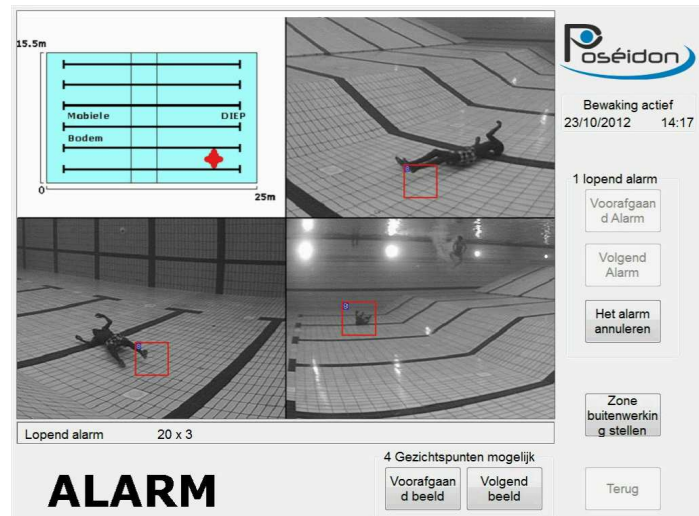 15.5m
Mobiele DIEP
Bodem
0
25m
Lopend alarm 20 x 3
ALARM
4 Gezichtspunten mogelijk
Voorafgaan
d beeld
Volgend
beeld
Poséidon
Bewaking actief
23/10/2012 14:17
1 lopend alarm
Voorafgaan
d Alarm
Volgend
Alarm
Het alarm
annuleren
Zone
buitenwerkin
g stellen
Terug